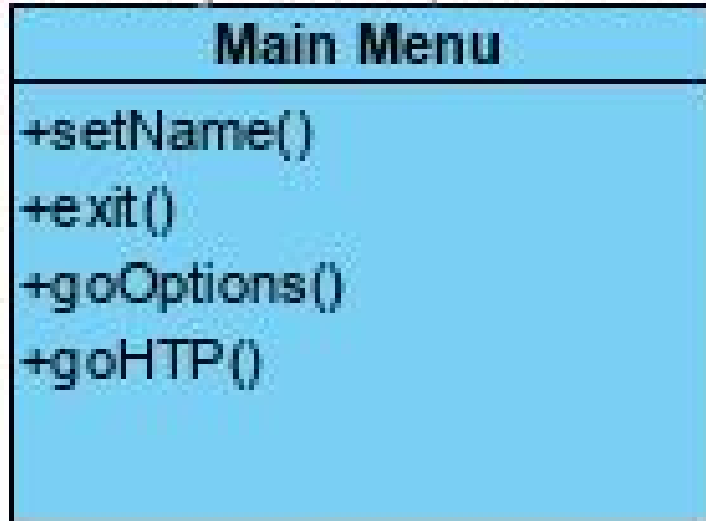 Main Menu
+setName()
+exit()
+goOptions()
+goHTP()